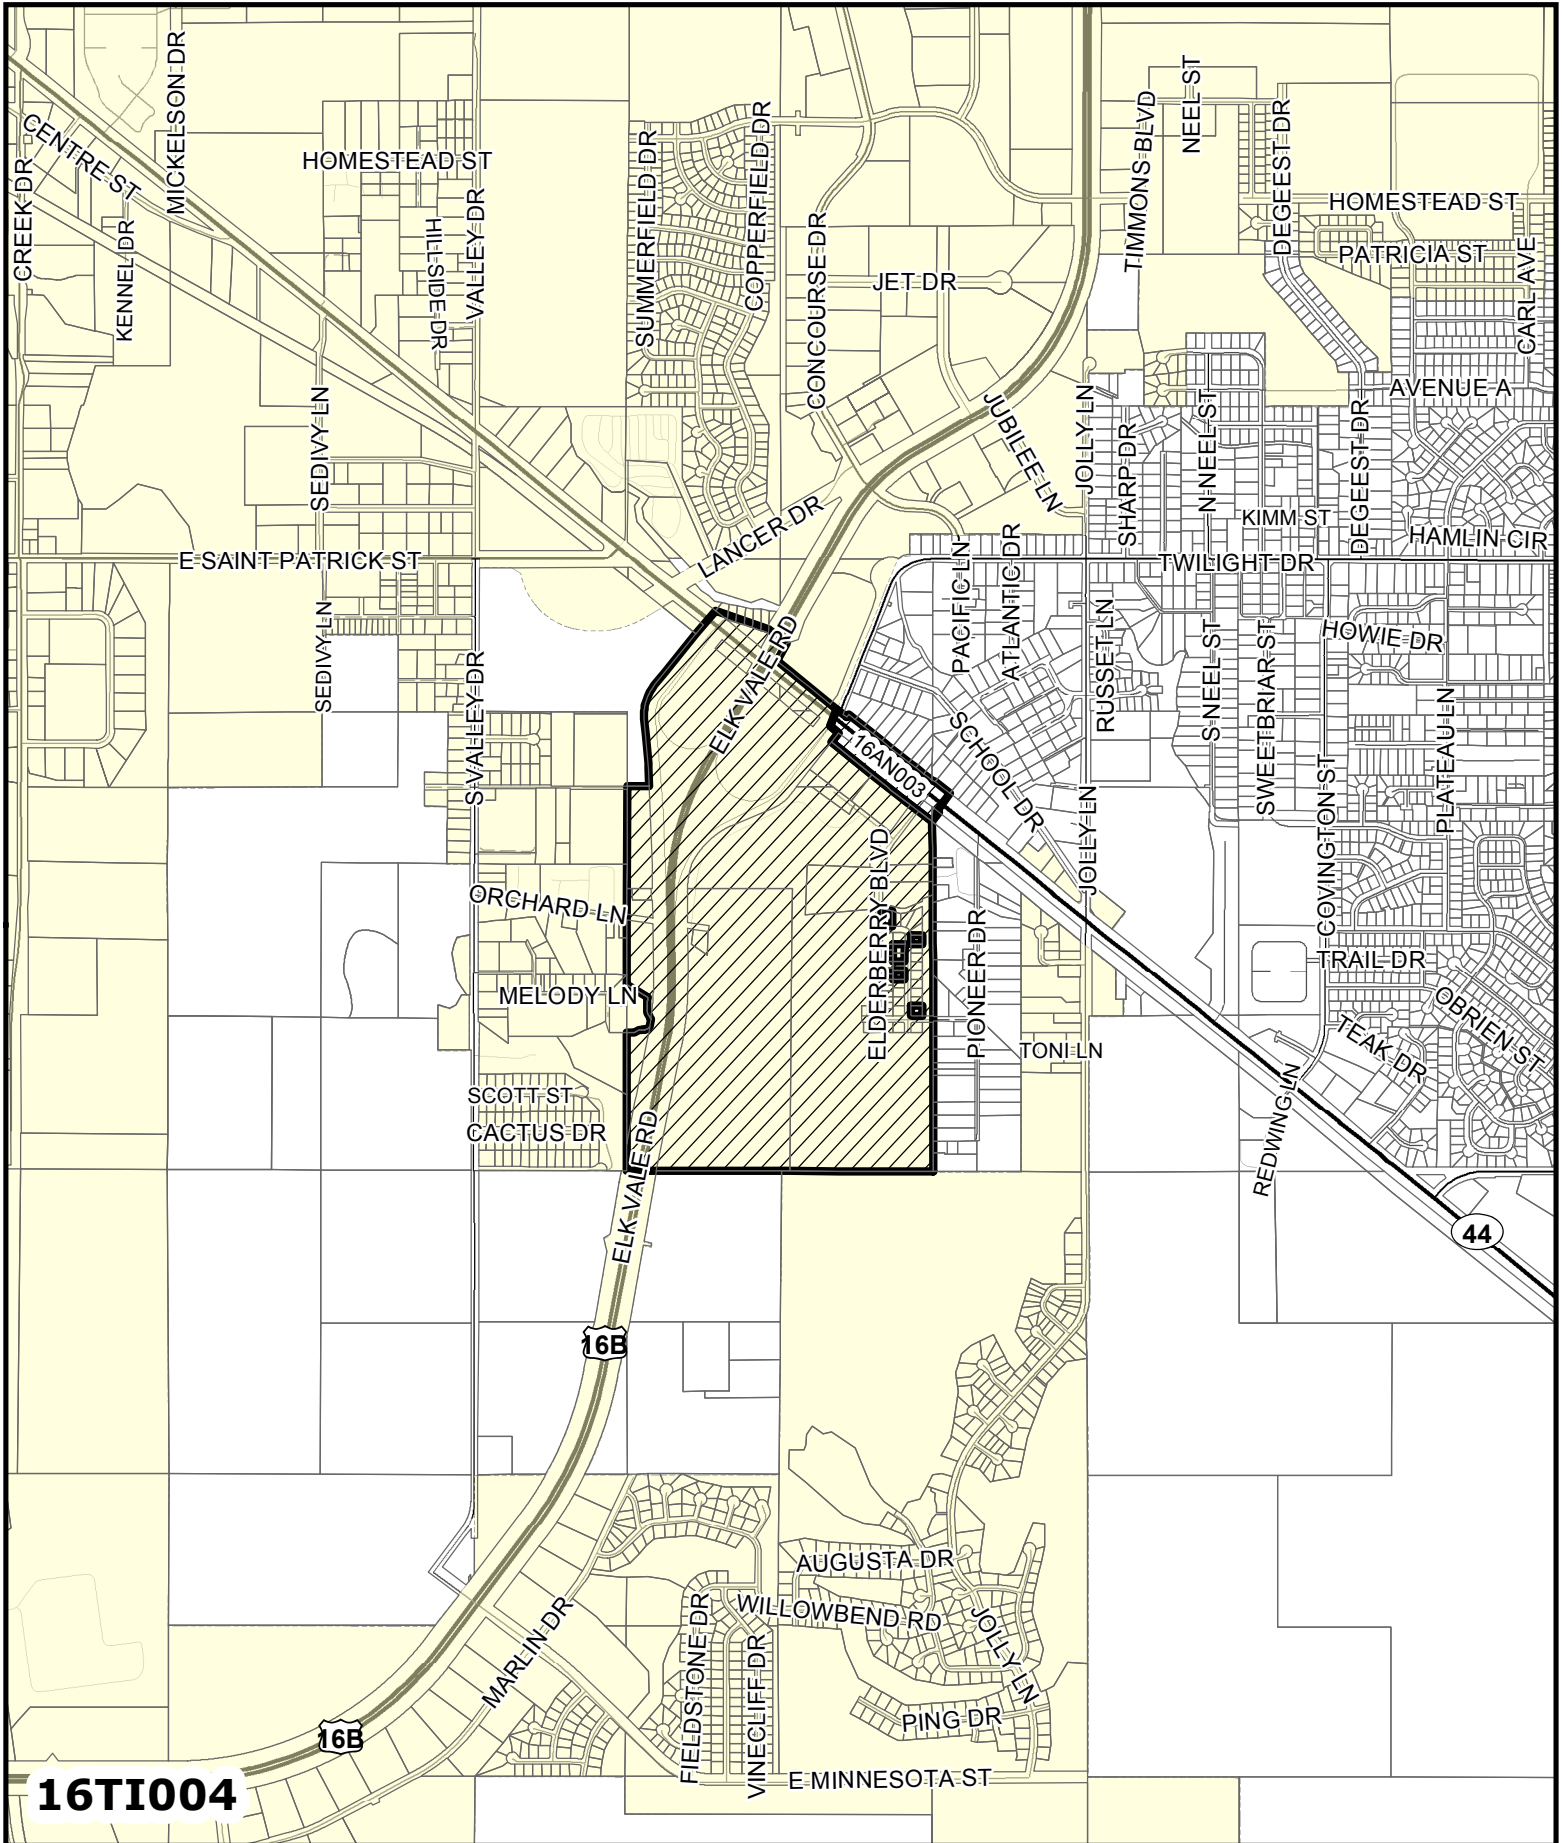 MICKELSON DR
NEEL ST
TIMMONS BLVD
DEGEEST DR
CENTRE ST
HOMESTEAD ST
SUMMERFIELD DR
COPPERFIELD DR
CREEK DR
KENNEL DR
HILLSIDE DR
VALLEY DR
CONCOURSE DR
HOMESTEAD ST
PATRICIA ST
CARL AVE
JET DR
AVENUE A
SEDIVY LN
JUBILEE LN
JOLLY LN
SHARP DR
N NEEL ST
DEGEEST DR
KIMM ST
HAMLIN CIR
LANCER DR
E SAINT PATRICK ST
PACIFIC LN
ATLANTIC DR
TWILIGHT DR
SEDIVY LN
S VALLEY DR
ELK VALE RD
RUSSET LN
S NEEL ST
SWEETBRIAR ST
HOWIE DR
16AN003
SCHOOL DR
JOLLY LN
COVINGTON ST
PLATEAU LN
ORCHARD LN
ELDERBERRY BLVD
PIONEER DR
TRAIL DR
MELODY LN
OBRIEN ST
TEAK DR
TONI LN
SCOTT ST
CACTUS DR
REDWING LN
ELK VALE RD
44
16B
AUGUSTA DR
WILLOWBEND RD
JOLLY LN
MARLIN DR
FIELDSTONE DR
VINECLIFF DR
PING DR
16B
E MINNESOTA ST
16TI004